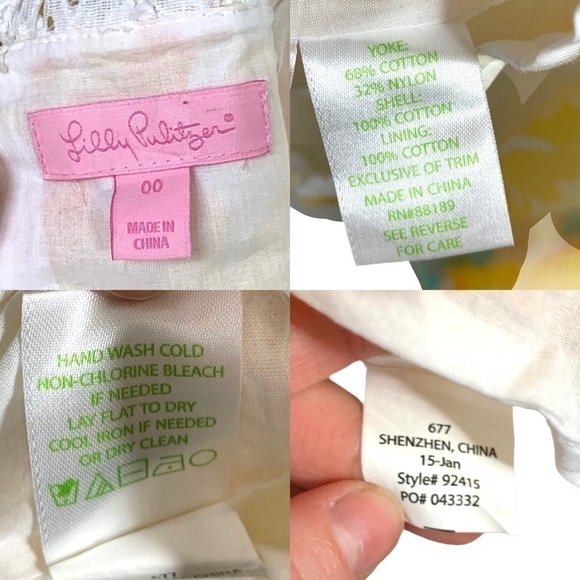 Lilly Pulitzer®
00
MADE IN
CHINA
YOKE:
68% COTTON
32% NYLON
SHELL:
100% COTTON
LINING:
100% COTTON
EXCLUSIVE OF TRIM
MADE IN CHINA
RN#88189
SEE REVERSE
FOR CARE
HAND WASH COLD
NON-CHLORINE BLEACH
IF NEEDED
LAY FLAT TO DRY
COOL IRON IF NEEDED
OR DRY CLEAN
677
677
SHENZHEN, CHINA
15-Jan
Style# 92415
PO# 043332